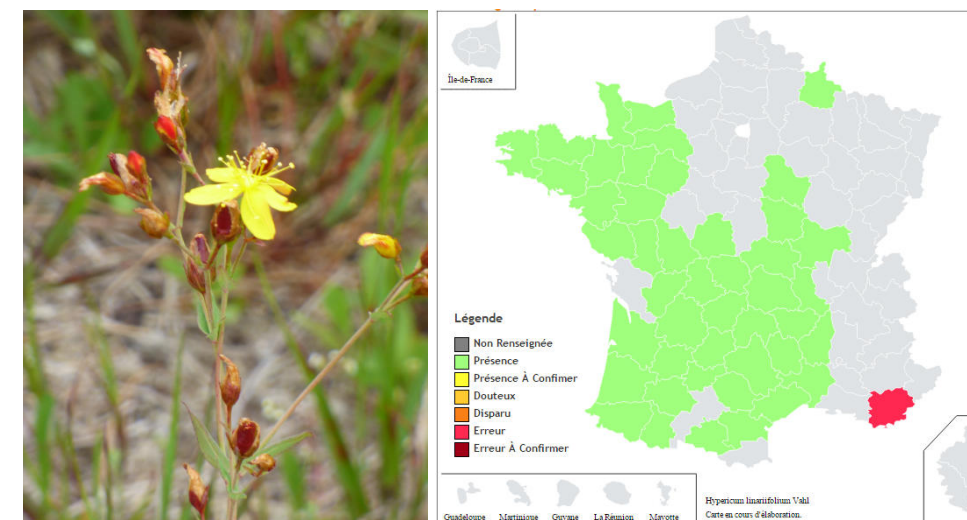 Île-de-France
Légende
Non Renseignée
Présence
Présence À Confimer
Douteux
Disparu
Erreur
Erreur À Confirmer
Guadeloupe Martinique Guyane La Réunion Mayotte
Hypericum linariifolium Vahl
Carte en cours d'élaboration.